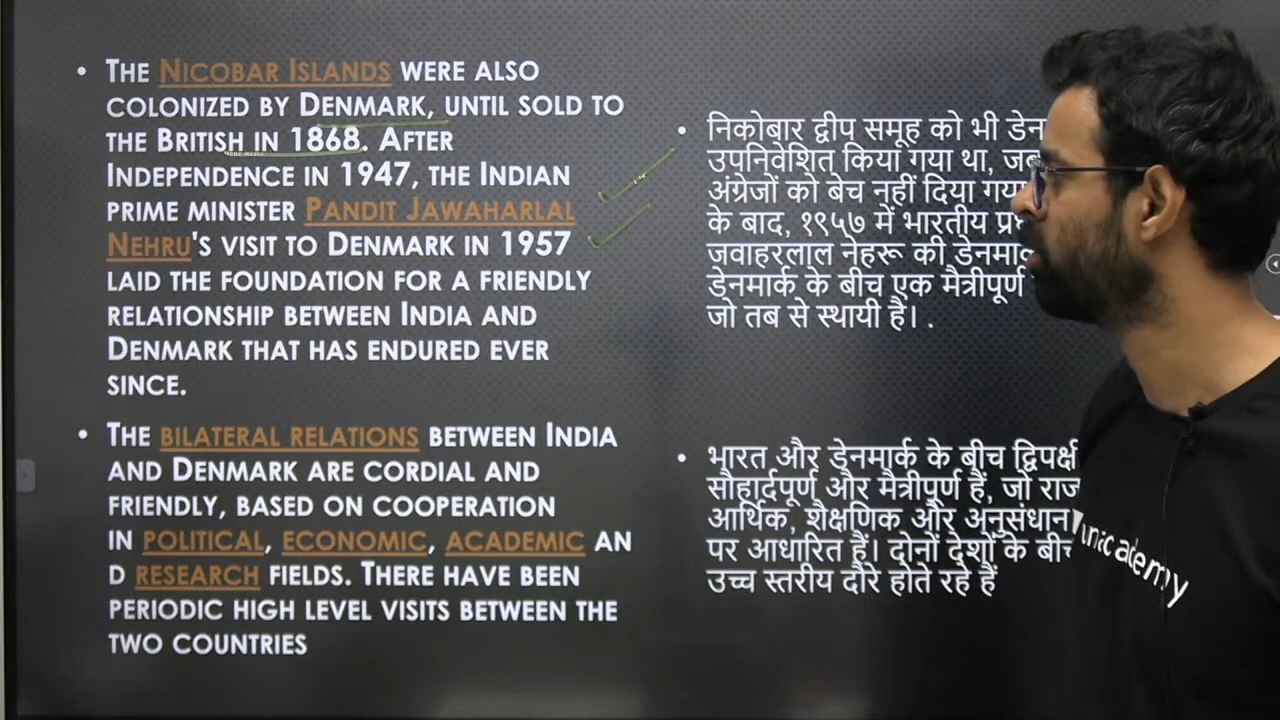 • THE NICOBAR ISLANDS WERE ALSO
COLONIZED BY DENMARK, UNTIL SOLD TO
THE BRITISH IN 1868. AFTER
INDEPENDENCE IN 1947, THE INDIAN
PRIME MINISTER PANDIT JAWAHARLAL
NEHRU'S VISIT TO DENMARK IN 1957
LAID THE FOUNDATION FOR A FRIENDLY
RELATIONSHIP BETWEEN INDIA AND
DENMARK THAT HAS ENDURED EVER
SINCE.
• THE BILATERAL RELATIONS BETWEEN INDIA
AND DENMARK ARE CORDIAL AND
FRIENDLY, BASED ON COOPERATION
IN POLITICAL, ECONOMIC, ACADEMIC AN
D RESEARCH FIELDS. THERE HAVE BEEN
PERIODIC HIGH LEVEL VISITS BETWEEN THE
TWO COUNTRIES
• निकोबार द्वीप समूह को भी
उपनिवेशित किया गया था,
अंग्रेजों को बेच नहीं दिया
के बाद, १९५७ में भारतीय
जवाहरलाल नेहरू की
डेनमार्क के बीच एक मैत्रीपूर्ण
जो तब से स्थायी है। .
• भारत और डेनमार्क के बीच
सौहार्दपूर्ण और मैत्रीपूर्ण हैं, जो
आर्थिक, शैक्षणिक और अनुसंधान
पर आधारित हैं। दोनों देशों के
उच्च स्तरीय दौरे होते रहे हैं
unacademy